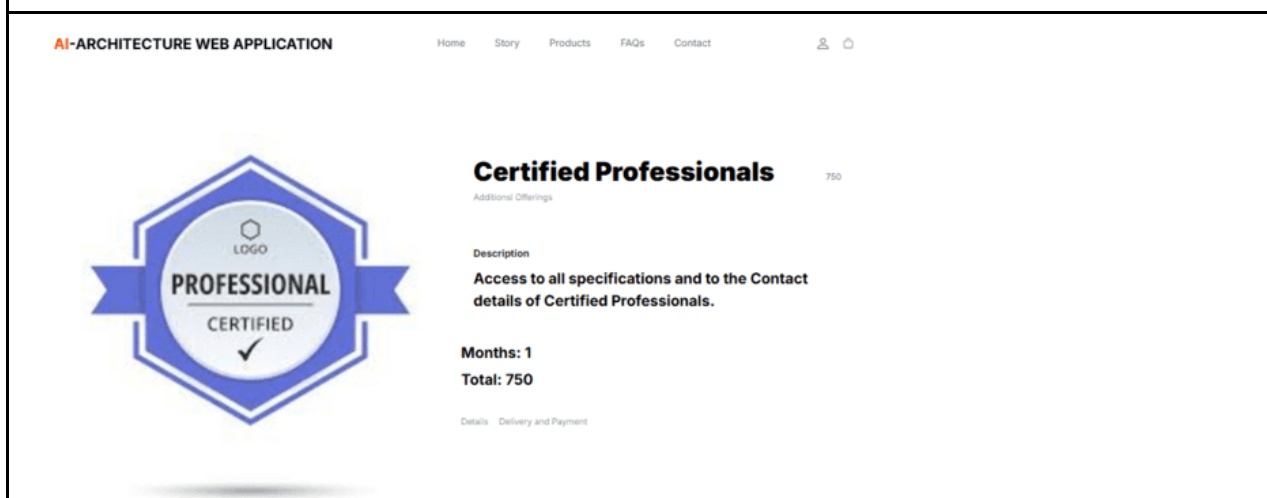 AI-ARCHITECTURE WEB APPLICATION
Home Story Products FAQs Contact
LOGO
PROFESSIONAL
CERTIFIED
Certified Professionals
750
Additionsl Offerings
Description
Access to all specifications and to the Contact
details of Certified Professionals.
Months: 1
Total: 750
Details Delivery and Payment